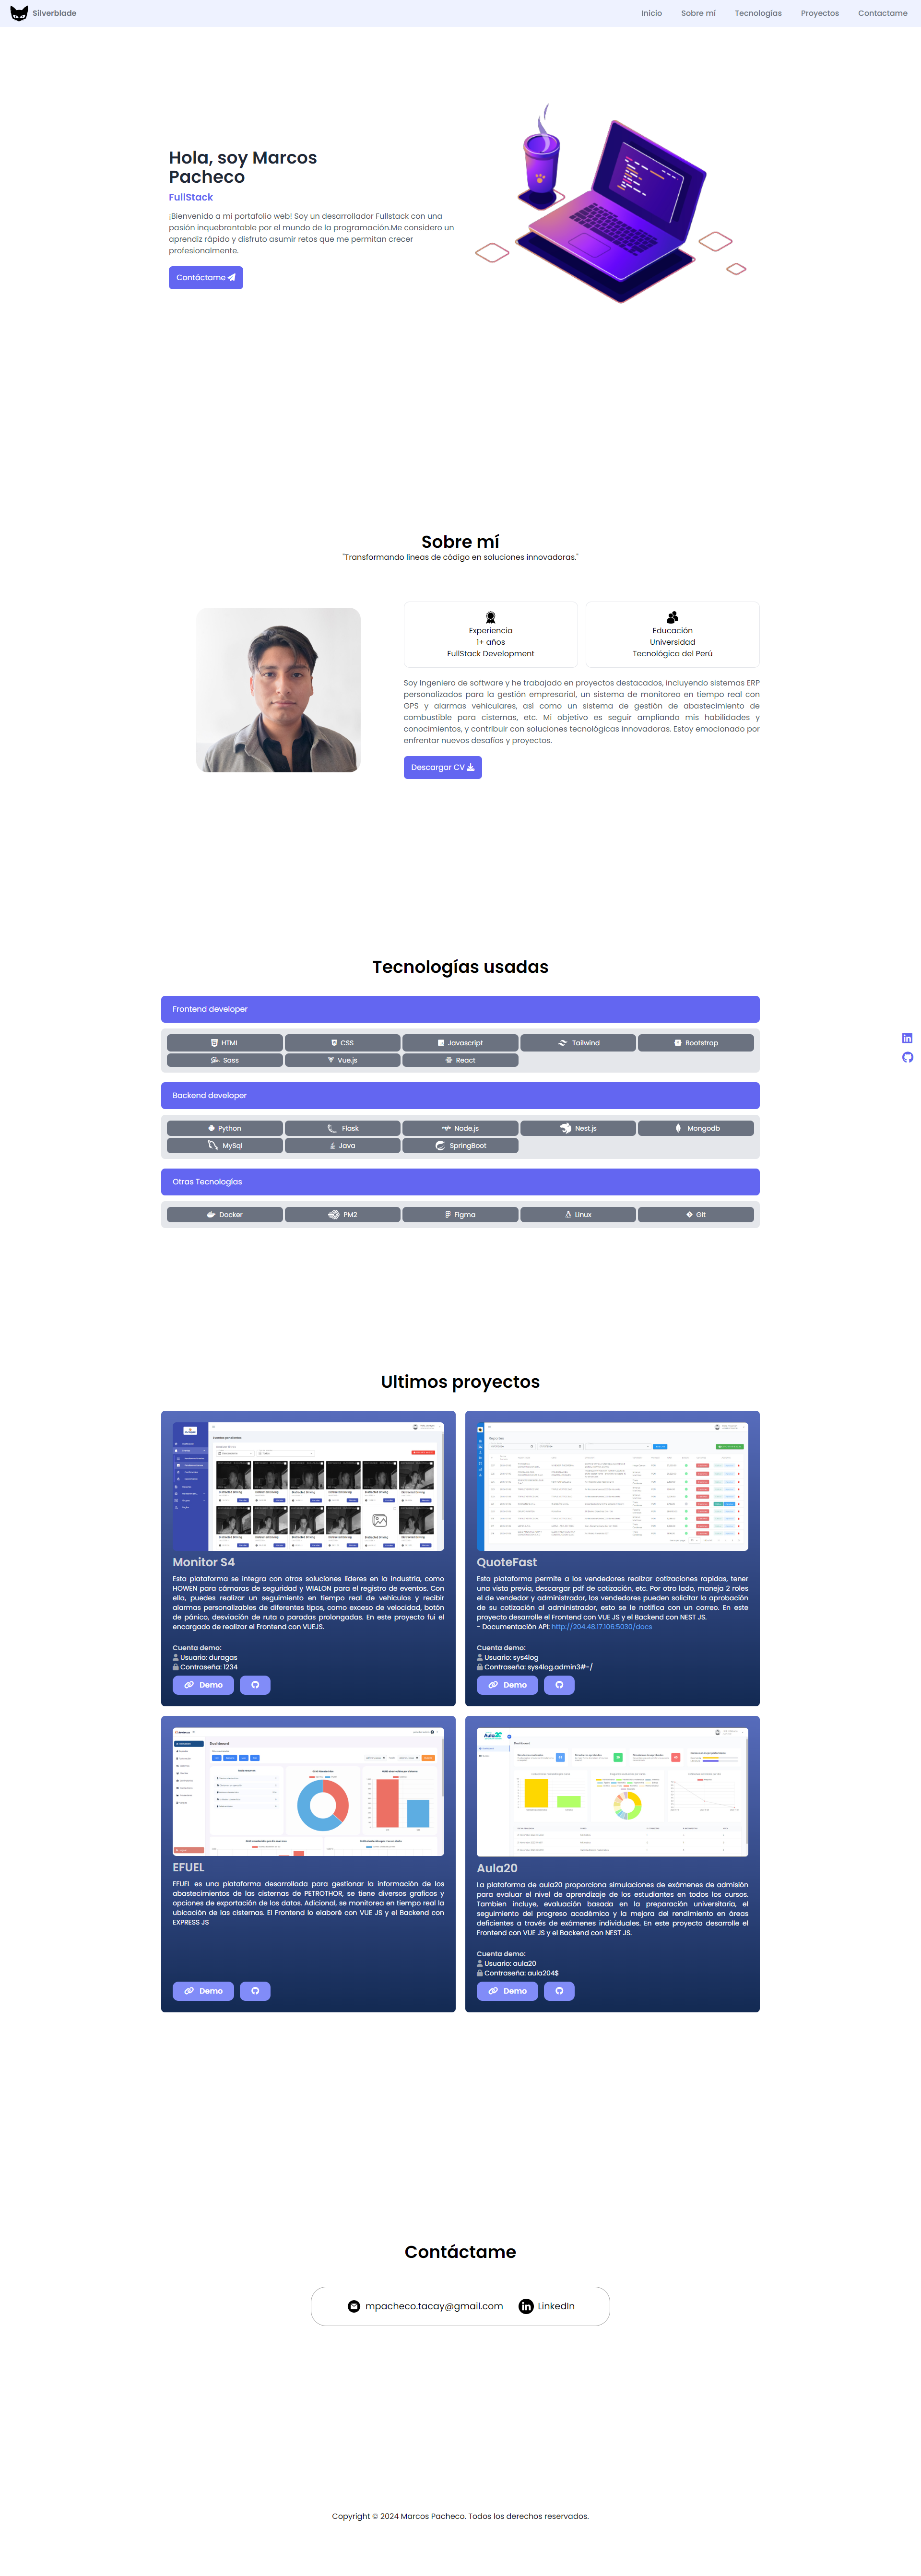 Silverblade
Inicio
Sobre mi
Tecnologías
Proyectos
Contactame
Hola, soy Marcos
Pacheco
FullStack
¡Bienvenido a mi portafolio web! Soy un desarrollador Fullstack con una
pasión inquebrantable por el mundo de la programación.Me considero un
aprendiz rápido y disfruto asumir retos que me permitan crecer
profesionalmente.
Contáctame
Sobre mí
"Transformando líneas de código en soluciones innovadoras."
Experiencia
1+ años
FullStack Development
Educación
Universidad
Tecnológica del Perú
Soy Ingeniero de software y he trabajado en proyectos destacados, incluyendo sistemas ERP
personalizados para la gestión empresarial, un sistema de monitoreo en tiempo real con
GPS y alarmas vehiculares, así como un sistema de gestión de abastecimiento de
combustible para cisternas, etc. Mi objetivo es seguir ampliando mis habilidades y
conocimientos, y contribuir con soluciones tecnológicas innovadoras. Estoy emocionado por
enfrentar nuevos desafíos y proyectos.
Descargar CV
Tecnologías usadas
Frontend developer
HTML
CSS
Javascript
Tailwind
Bootstrap
Sass
Vue.js
React
Backend developer
Python
Flask
Node.js
Nest.js
Mongodb
MySql
Java
SpringBoot
Otras Tecnologías
Docker
PM2
Figma
Linux
Git
Ultimos proyectos
Monitor S4
Esta plataforma se integra con otras soluciones líderes en la industria, como
HOWEN para cámaras de seguridad y WIALON para el registro de eventos. Con
ella, puedes realizar un seguimiento en tiempo real de vehículos y recibir
alarmas personalizables de diferentes tipos, como exceso de velocidad, botón
de pánico, desviación de ruta o paradas prolongadas. En este proyecto fui el
encargado de realizar el Frontend con VUEJS.
Cuenta demo:
Usuario: duragas
Contraseña: 1234
Demo
QuoteFast
Esta plataforma permite a los vendedores realizar cotizaciones rapidas, tener
una vista previa, descargar pdf de cotización, etc. Por otro lado, maneja 2 roles
el de vendedor y administrador, los vendedores pueden solicitar la aprobación
de su cotización al administrador, esto se le notifica con un correo. En este
proyecto desarrolle el Frontend con VUE JS y el Backend con NEST JS.
- Documentación API: http://204.48.17.106:5030/docs
Cuenta demo:
Usuario: sys4log
Contraseña: sys4log.admin3#-/
Demo
Dashboard
EFUEL
EFUEL es una plataforma desarrollada para gestionar la información de los
abastecimientos de las cisternas de PETROTHOR, se tiene diversos graficos y
opciones de exportación de los datos. Adicional, se monitorea en tiempo real la
ubicación de las cisternas. El Frontend lo elaboré con VUE JS y el Backend con
EXPRESS JS
Demo
Aula20
Dashboard
Aula20
La plataforma de aula20 proporciona simulaciones de exámenes de admisión
para evaluar el nivel de aprendizaje de los estudiantes en todos los cursos.
Tambien incluye, evaluación basada en la preparación universitaria, el
seguimiento del progreso académico y la mejora del rendimiento en áreas
deficientes a través de exámenes individuales. En este proyecto desarrolle el
Frontend con VUE JS y el Backend con NEST JS.
Cuenta demo:
Usuario: aula20
Contraseña: aula204$
Demo
Contáctame
mpacheco.tacay@gmail.com
LinkedIn
Copyright © 2024 Marcos Pacheco. Todos los derechos reservados.